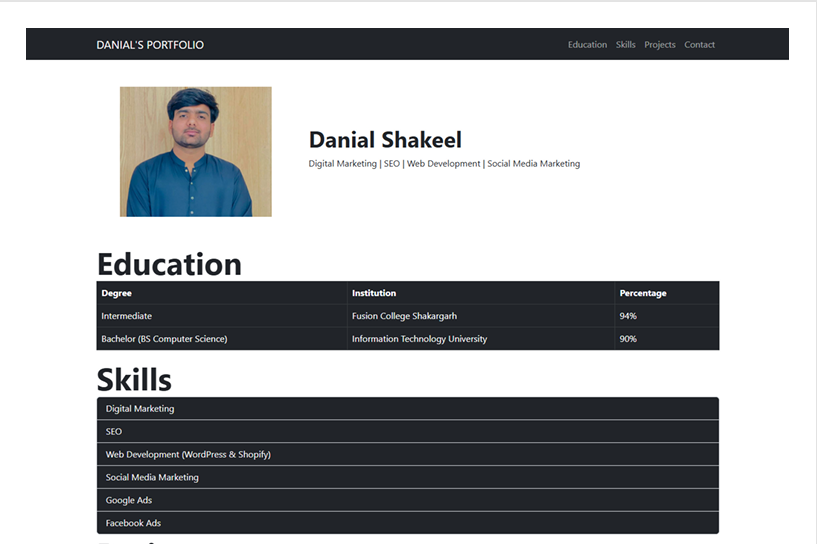 DANIAL'S PORTFOLIO Education Skills Projects Contact
Danial Shakeel
Digital Marketing | SEO | Web Development | Social Media Marketing
Education
Degree Institution Percentage
Intermediate Fusion College Shakargarh 94%
Bachelor (BS Computer Science) Information Technology University 90%
Skills
Digital Marketing
SEO
Web Development (WordPress & Shopify)
Social Media Marketing
Google Ads
Facebook Ads